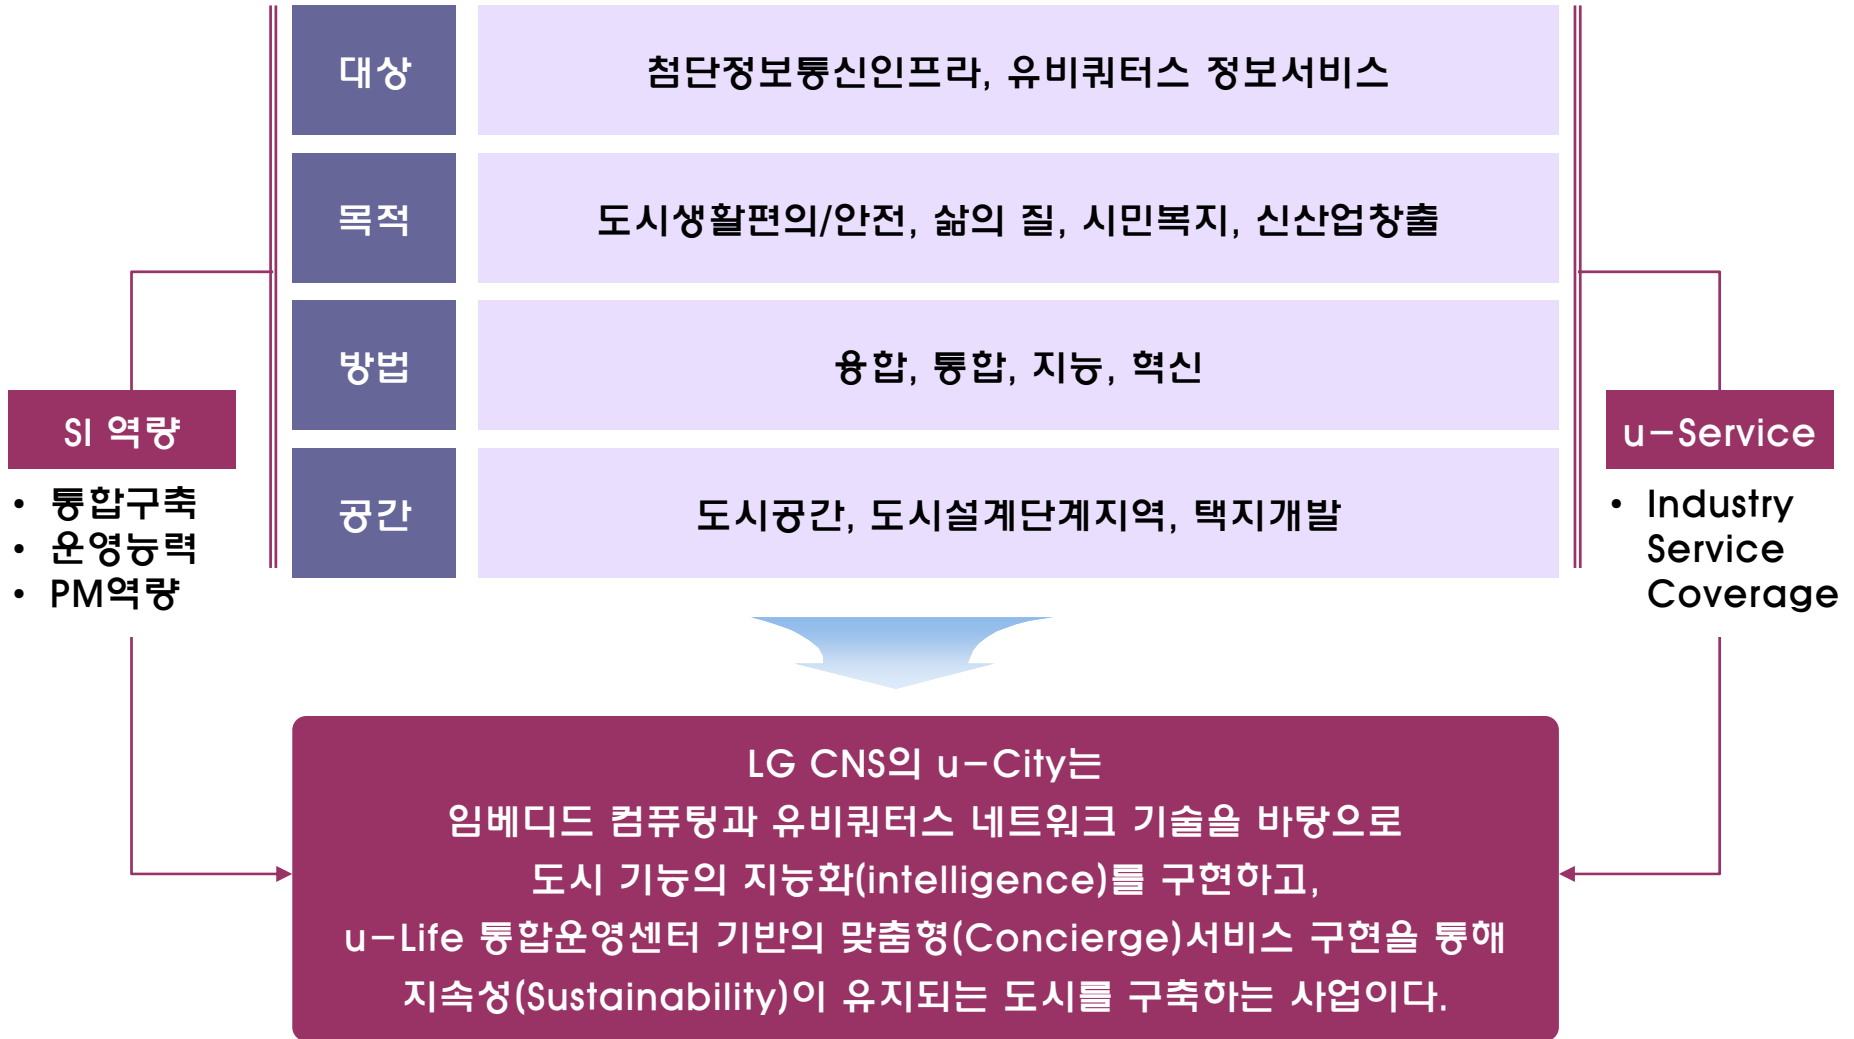 대상
첨단정보통신인프라, 유비쿼터스 정보서비스
목적
도시생활편의/안전, 삶의 질, 시민복지, 신산업창출
방법
융합, 통합, 지능, 혁신
공간
도시공간, 도시설계단계지역, 택지개발
SI 역량
• 통합구축
• 운영능력
• PM역량
u-Service
• Industry
Service
Coverage
LG CNS의 u-City는
임베디드 컴퓨팅과 유비쿼터스 네트워크 기술을 바탕으로
도시 기능의 지능화(intelligence)를 구현하고,
u-Life 통합운영센터 기반의 맞춤형(Concierge)서비스 구현을 통해
지속성(Sustainability)이 유지되는 도시를 구축하는 사업이다.